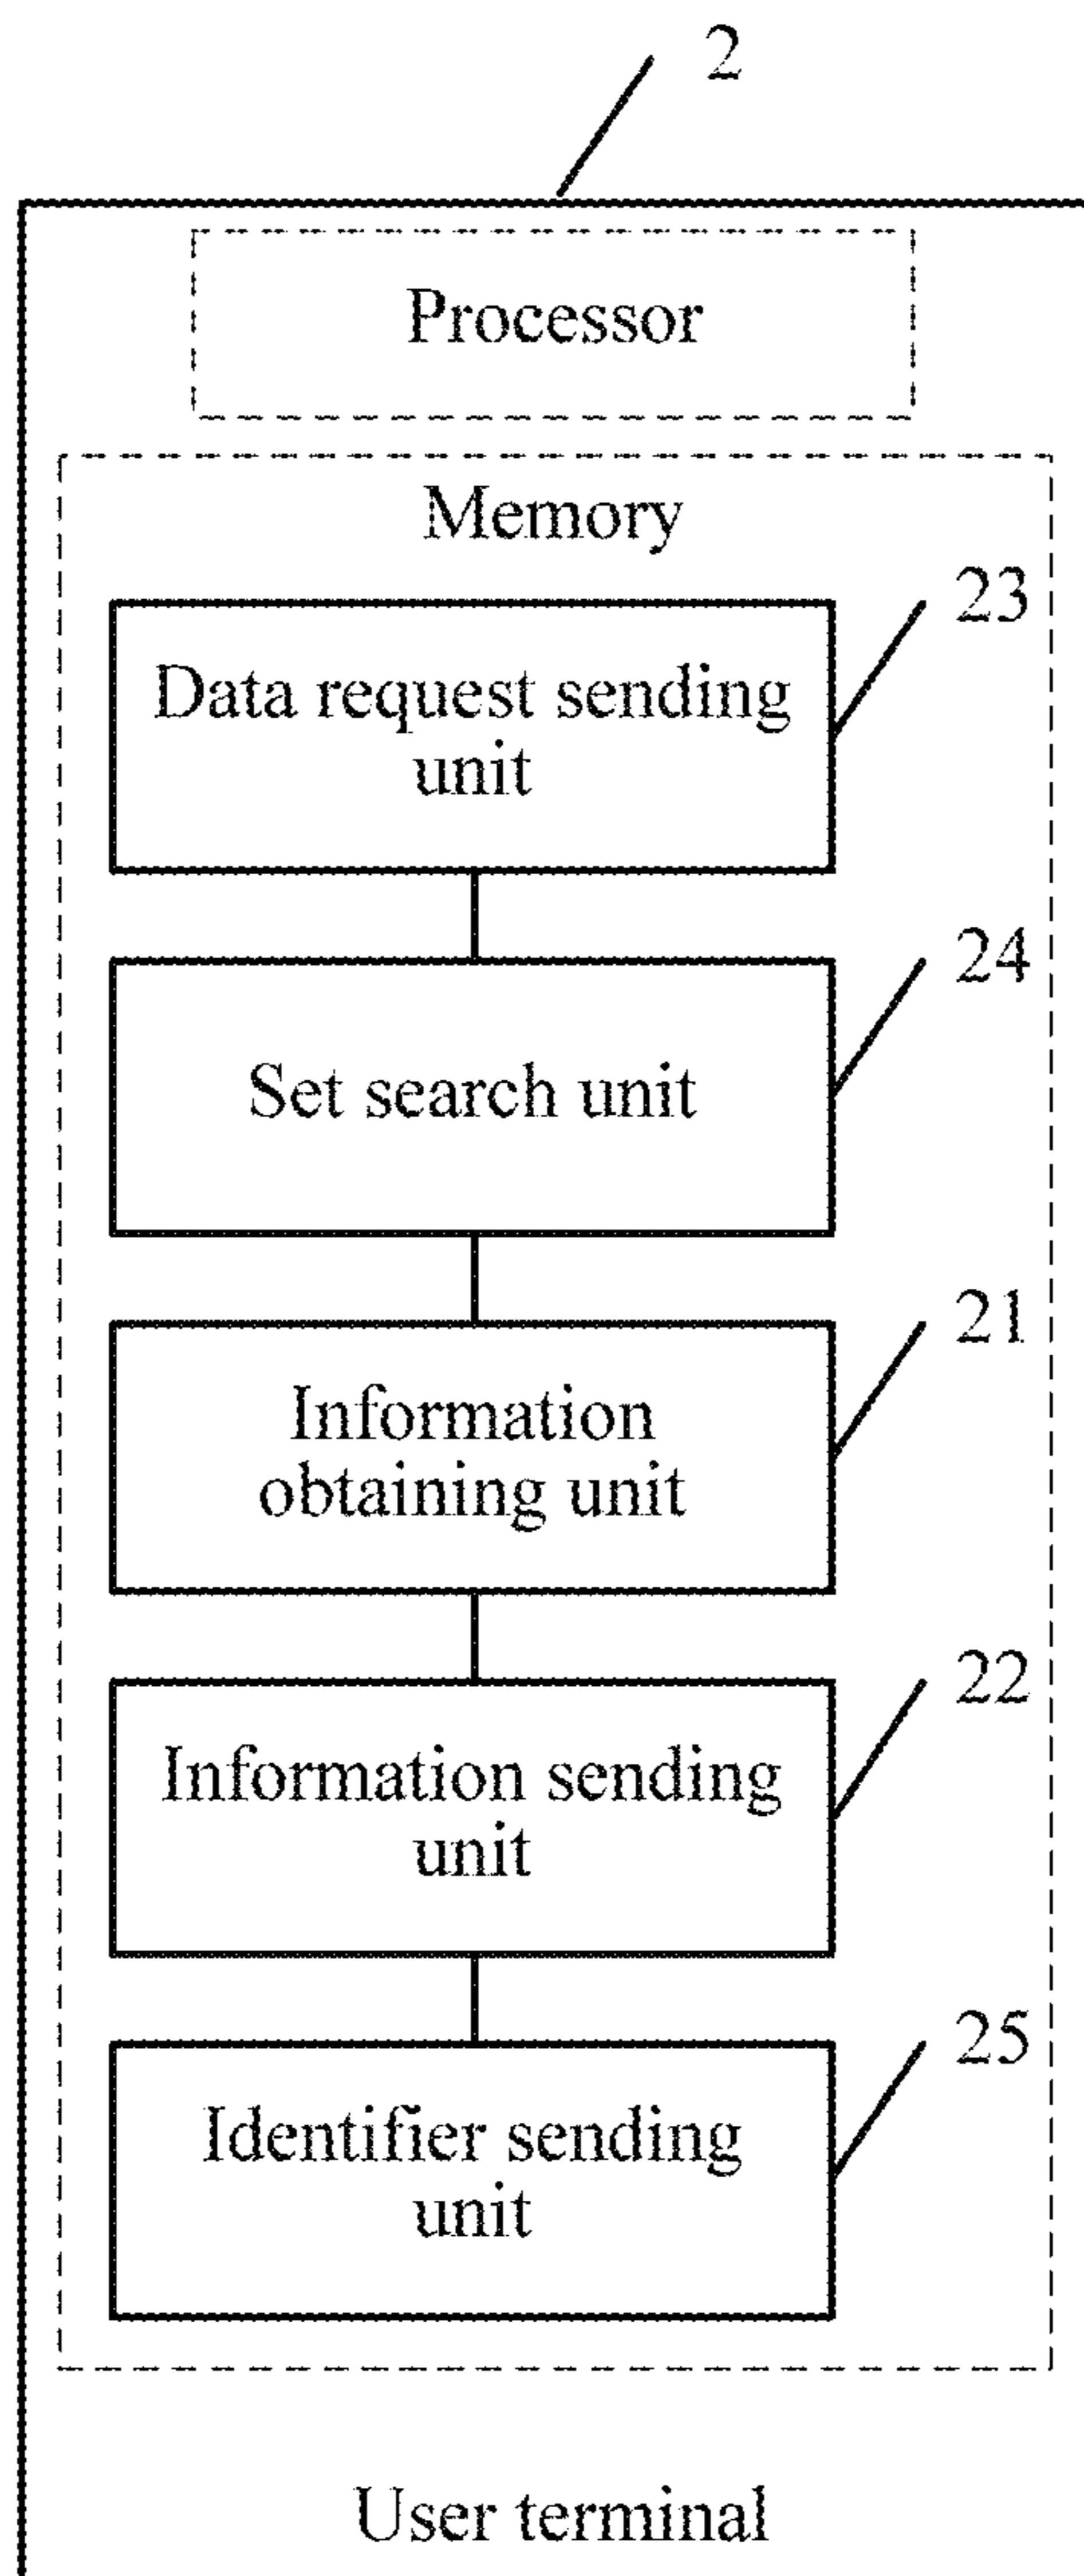 2
Processor
Memory
23
Data request sending
unit
24
Set search unit
21
Information
obtaining unit
22
Information sending
unit
25
Identifier sending
unit
User terminal